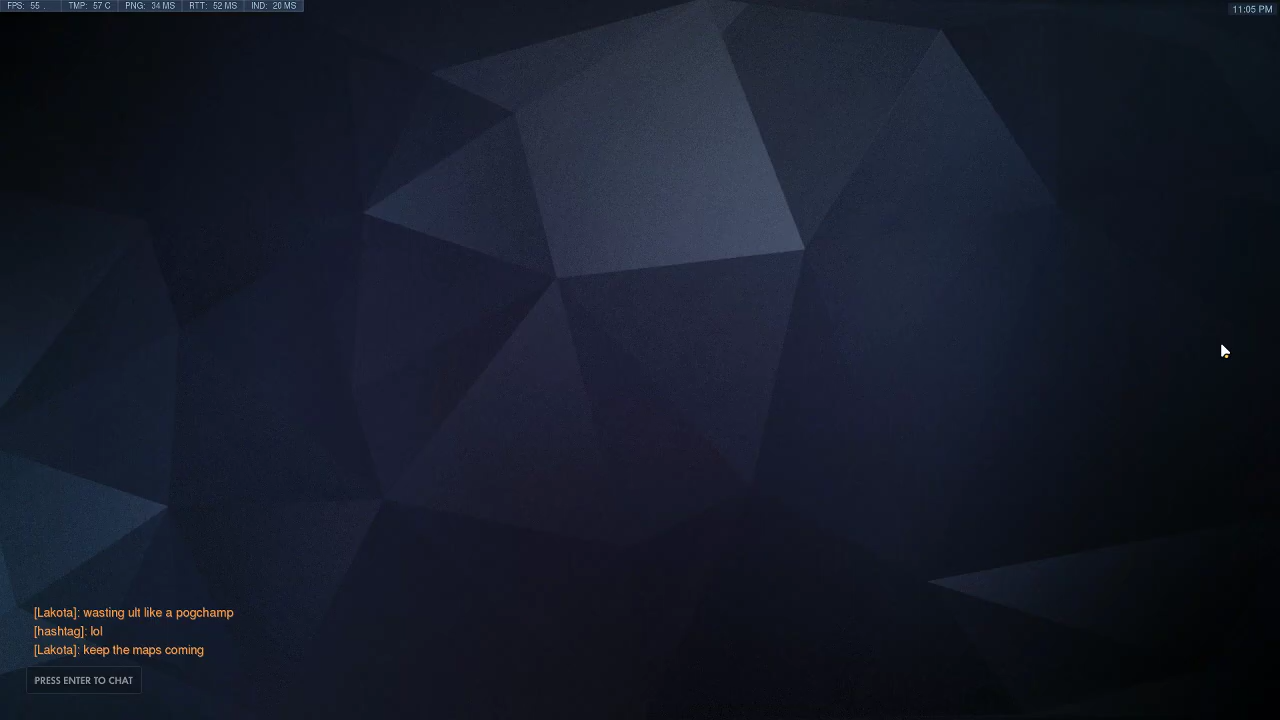 FPS: 55 . TMP: 57 C PNG: 34 MS RTT: 52 MS IND: 20 MS
11:05 PM
[Lakota]: wasting ult like a pogchamp
[hashtag]: lol
[Lakota]: keep the maps coming
PRESS ENTER TO CHAT